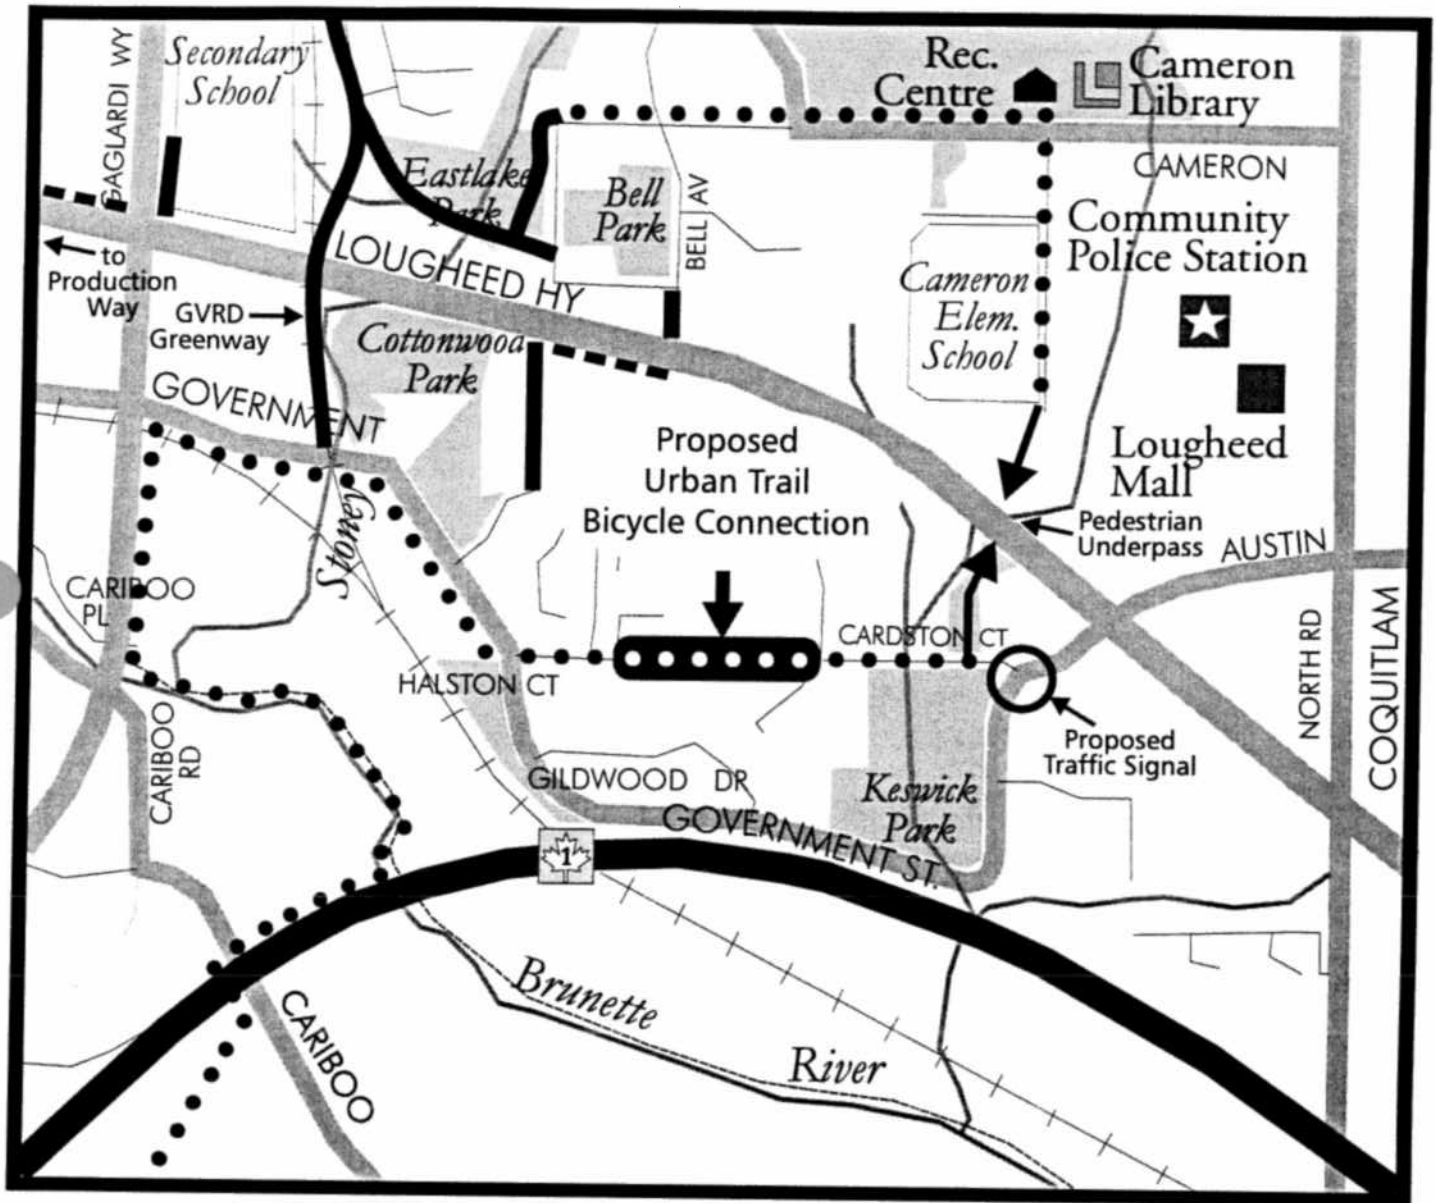 GAGLARDI WY
Secondary
School
Rec.
Centre
Cameron
Library
CAMERON
Eastlake
Park
Bell
Park
BELL AV
Community
Police Station
to
Production
Way
LOUGHEED HY
GVRD
Greenway
Cameron
Elem.
School
Cottonwood
Park
GOVERNMENT
Proposed
Urban Trail
Bicycle Connection
Lougheed
Mall
Pedestrian
Underpass
AUSTIN
Stoney
CARIBOO
PL
CARDSTON CT
HALSTON CT
NORTH RD
COQUITLAM
CARIBOO
RD
Proposed
Traffic Signal
GILDWOOD DR
Keswick
Park
GOVERNMENT ST.
1
Brunette
River
CARIBOO